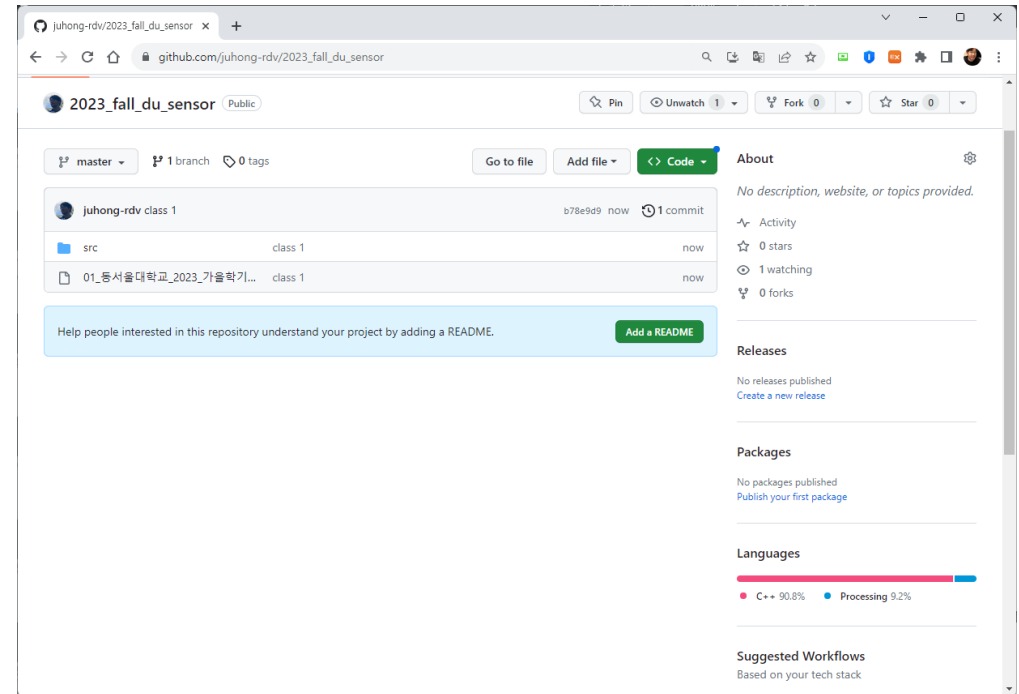 juhong-rdv/2023_fall_du_sensor
github.com/juhong-rdv/2023_fall_du_sensor
2023_fall_du_sensor Public
Pin
Unwatch 1
Fork 0
Star 0
master
1 branch
0 tags
Go to file
Add file
<> Code
juhong-rdv class 1
b78e9d9 now
1 commit
src class 1 now
01_동서울대학교_2023_가을학기... class 1 now
Help people interested in this repository understand your project by adding a README.
Add a README
About
No description, website, or topics provided.
Activity
0 stars
1 watching
0 forks
Releases
No releases published
Create a new release
Packages
No packages published
Publish your first package
Languages
C++ 90.8%
Processing 9.2%
Suggested Workflows
Based on your tech stack